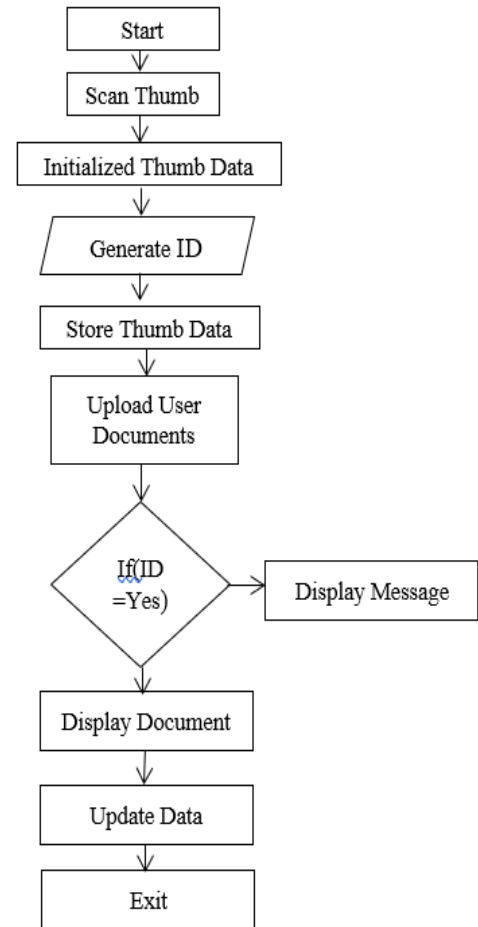 Start
Scan Thumb
Initialized Thumb Data
Generate ID
Store Thumb Data
Upload User
Documents
If(ID
=Yes)
Display Message
Display Document
Update Data
Exit